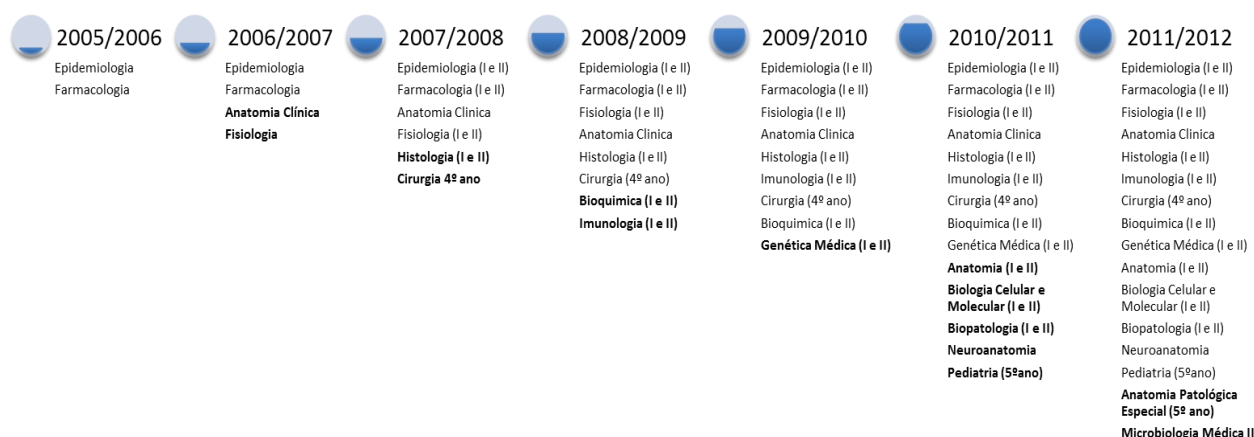 2005/2006
Epidemiologia
Farmacologia
2006/2007
Epidemiologia
Farmacologia
Anatomia Clínica
Fisiologia
2007/2008
Epidemiologia (I e II)
Farmacologia (I e II)
Anatomia Clinica
Fisiologia (I e II)
Histologia (I e II)
Cirurgia 4º ano
2008/2009
Epidemiologia (I e II)
Farmacologia (I e II)
Fisiologia (I e II)
Anatomia Clinica
Histologia (I e II)
Cirurgia (4º ano)
Bioquimica (I e II)
Imunologia (I e II)
2009/2010
Epidemiologia (I e II)
Farmacologia (I e II)
Fisiologia (I e II)
Anatomia Clinica
Histologia (I e II)
Imunologia (I e II)
Cirurgia (4º ano)
Bioquimica (I e II)
Genética Médica (I e II)
2010/2011
Epidemiologia (I e II)
Farmacologia (I e II)
Fisiologia (I e II)
Anatomia Clinica
Histologia (I e II)
Imunologia (I e II)
Cirurgia (4º ano)
Bioquimica (I e II)
Genética Médica (I e II)
Anatomia (I e II)
Biologia Celular e
Molecular (I e II)
Biopatologia (I e II)
Neuroanatomia
Pediatria (5ºano)
2011/2012
Epidemiologia (I e II)
Farmacologia (I e II)
Fisiologia (I e II)
Anatomia Clinica
Histologia (I e II)
Imunologia (I e II)
Cirurgia (4º ano)
Bioquimica (I e II)
Genética Médica (I e II)
Anatomia (I e II)
Biologia Celular e
Molecular (I e II)
Biopatologia (I e II)
Neuroanatomia
Pediatria (5ºano)
Anatomia Patológica
Especial (5º ano)
Microbiologia Médica II